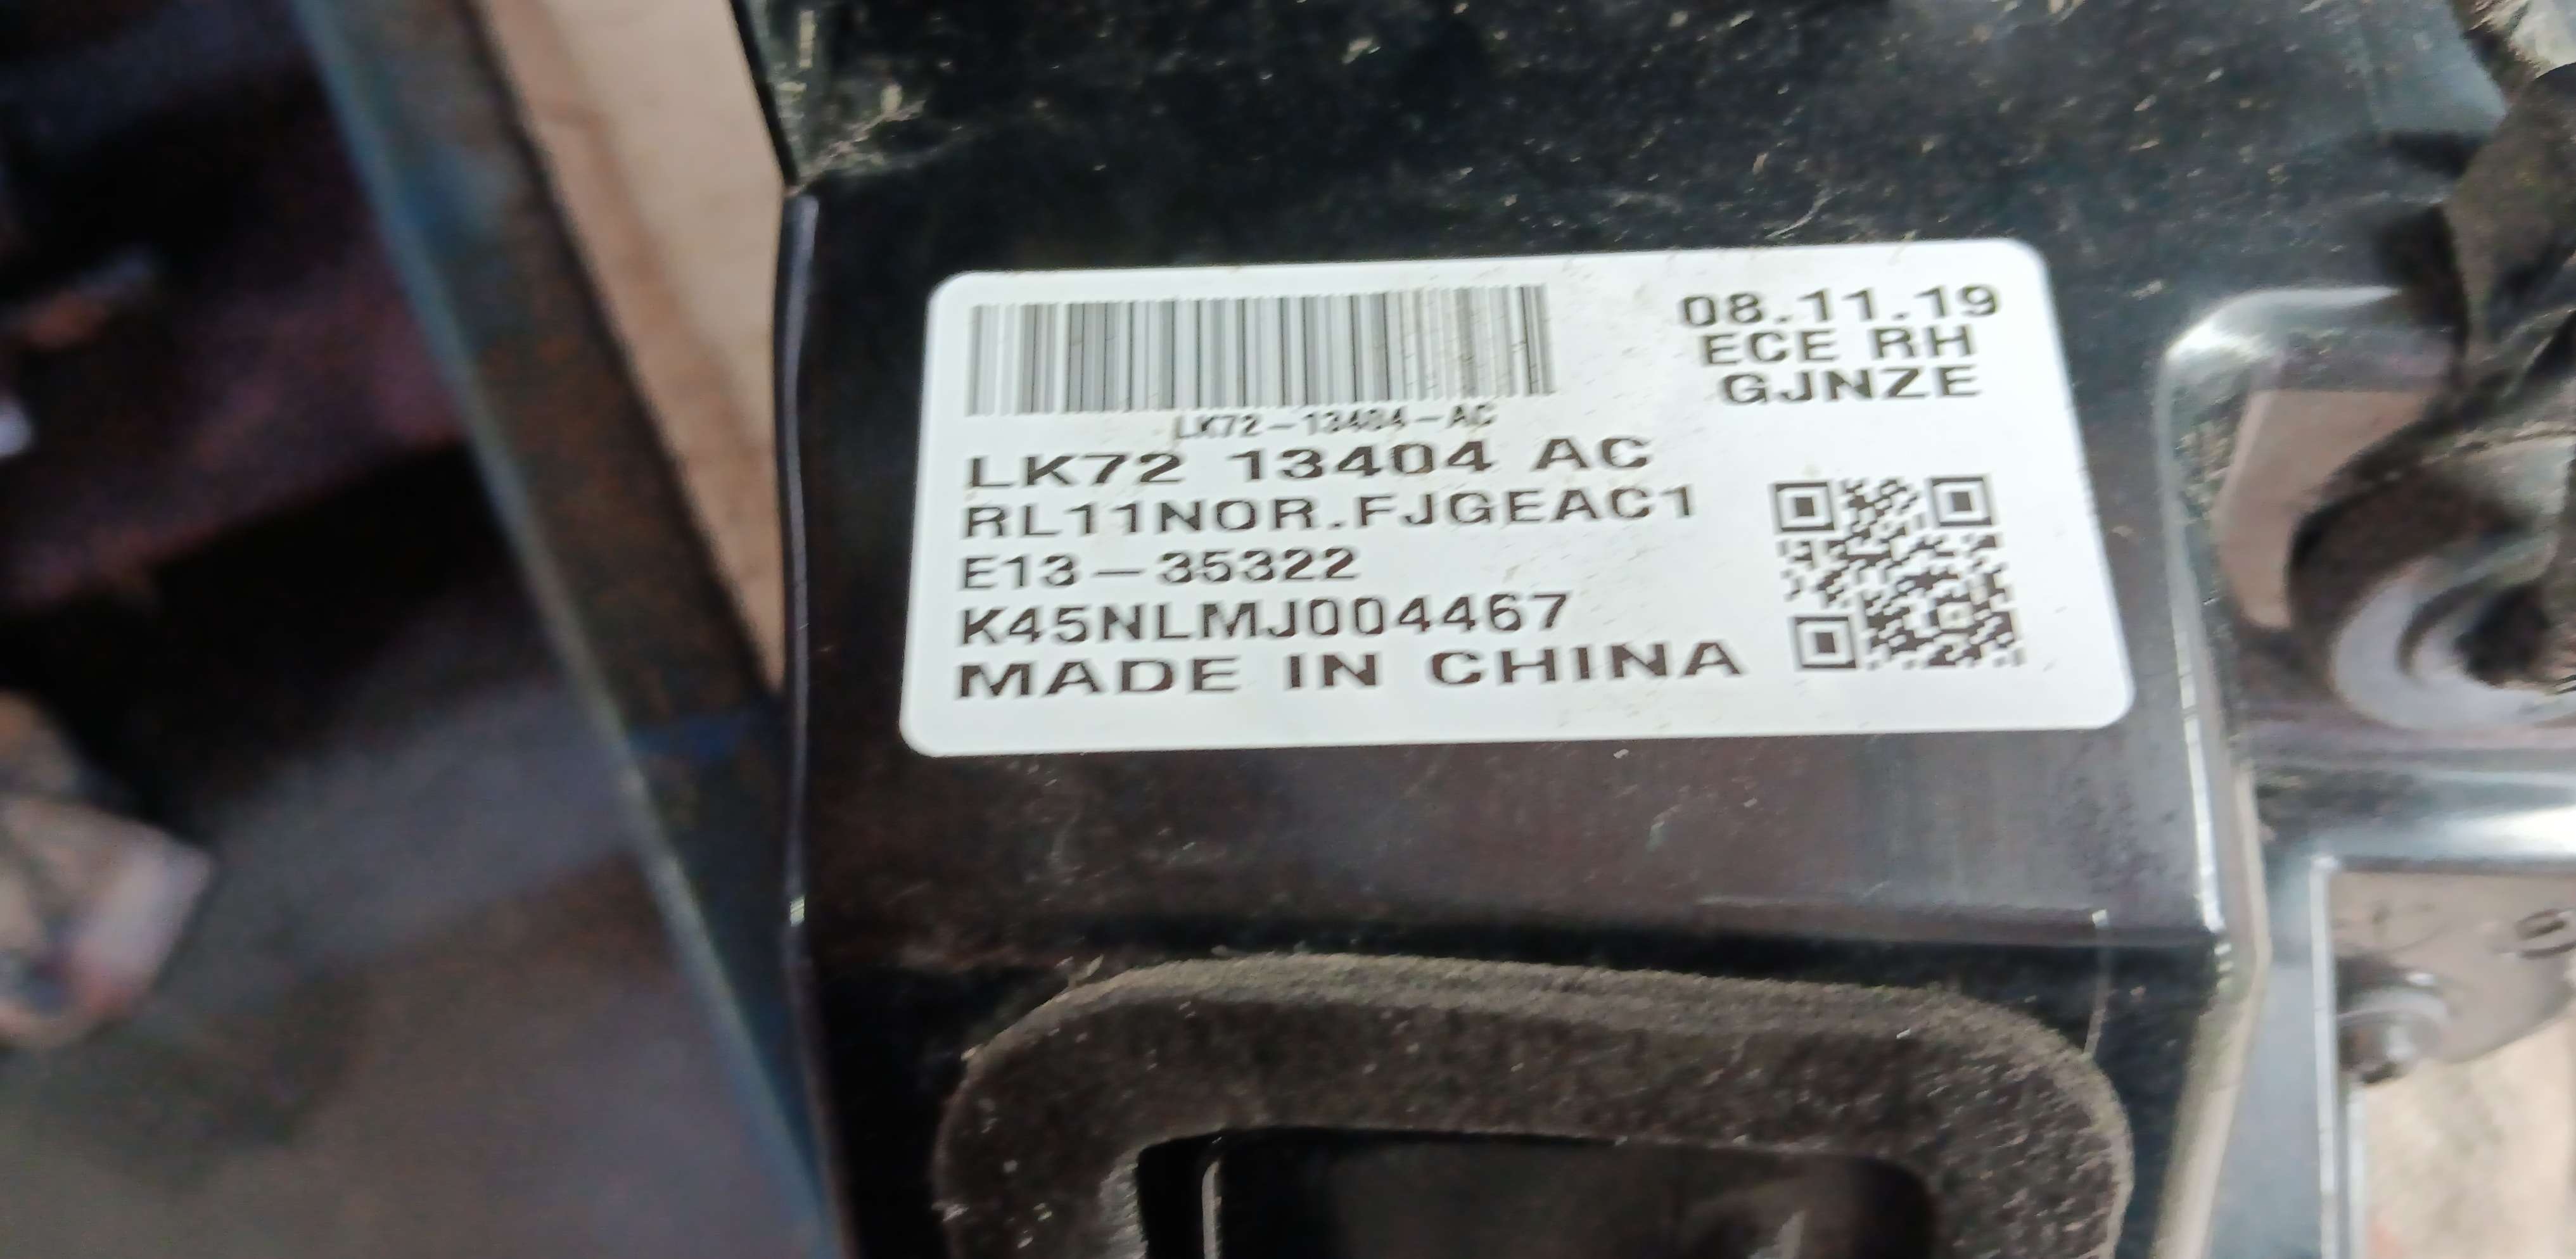 08.11.19
ECE RH
GJNZE
LK72-13404-AC
LK72 13404 AC
RL11NOR.FJGEAC1
E13-35322
K45NLMJ004467
MADE IN CHINA